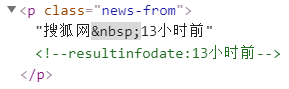 ▼<p class="news-from">
"搜狐网&nbsp;13小时前"
<!--resultinfodate:13小时前-->
</p>